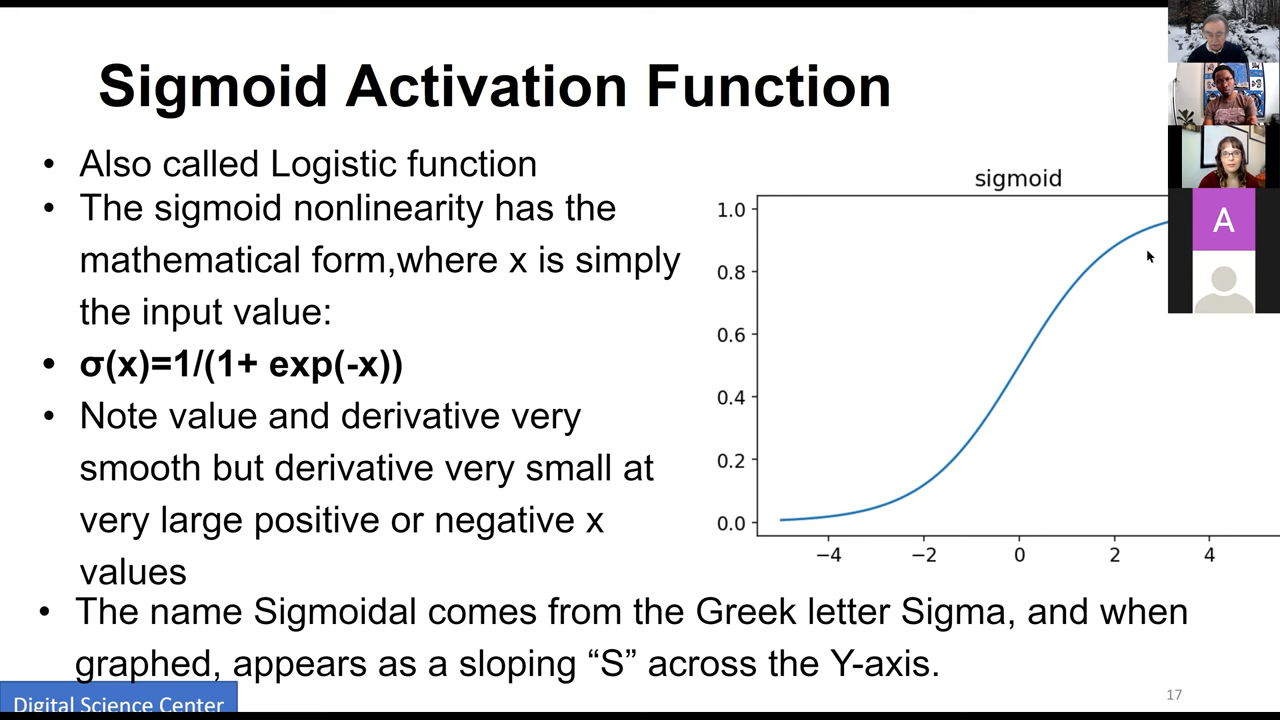 Sigmoid Activation Function
• Also called Logistic function
• The sigmoid nonlinearity has the
mathematical form,where x is simply
the input value:
• σ(x)=1/(1+ exp(-x))
• Note value and derivative very
smooth but derivative very small at
very large positive or negative x
values
• The name Sigmoidal comes from the Greek letter Sigma, and when
graphed, appears as a sloping “S” across the Y-axis.
sigmoid
1.0
0.8
0.6
0.4
0.2
0.0
−4 −2 0 2 4
A
Digital Science Center
17